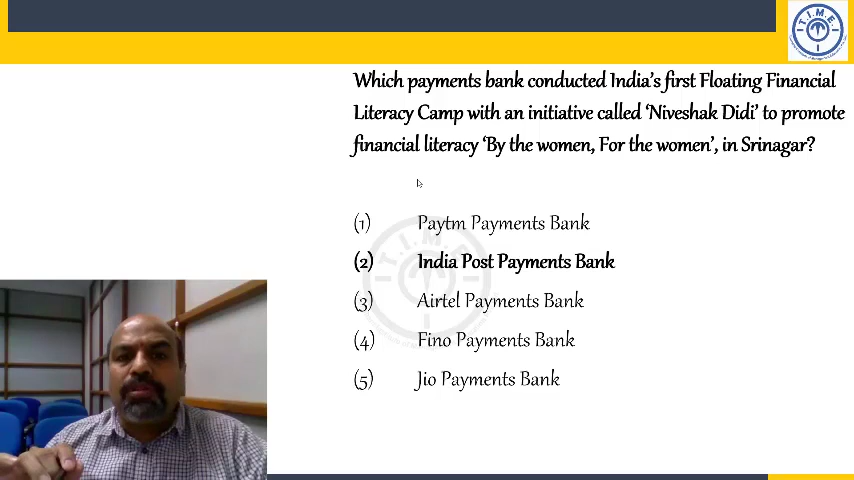 T.I.M.E.
Which payments bank conducted India's first Floating Financial
Literacy Camp with an initiative called 'Niveshak Didi' to promote
financial literacy 'By the women, For the women', in Srinagar?
(1) Paytm Payments Bank
(2) India Post Payments Bank
(3) Airtel Payments Bank
(4) Fino Payments Bank
(5) Jio Payments Bank